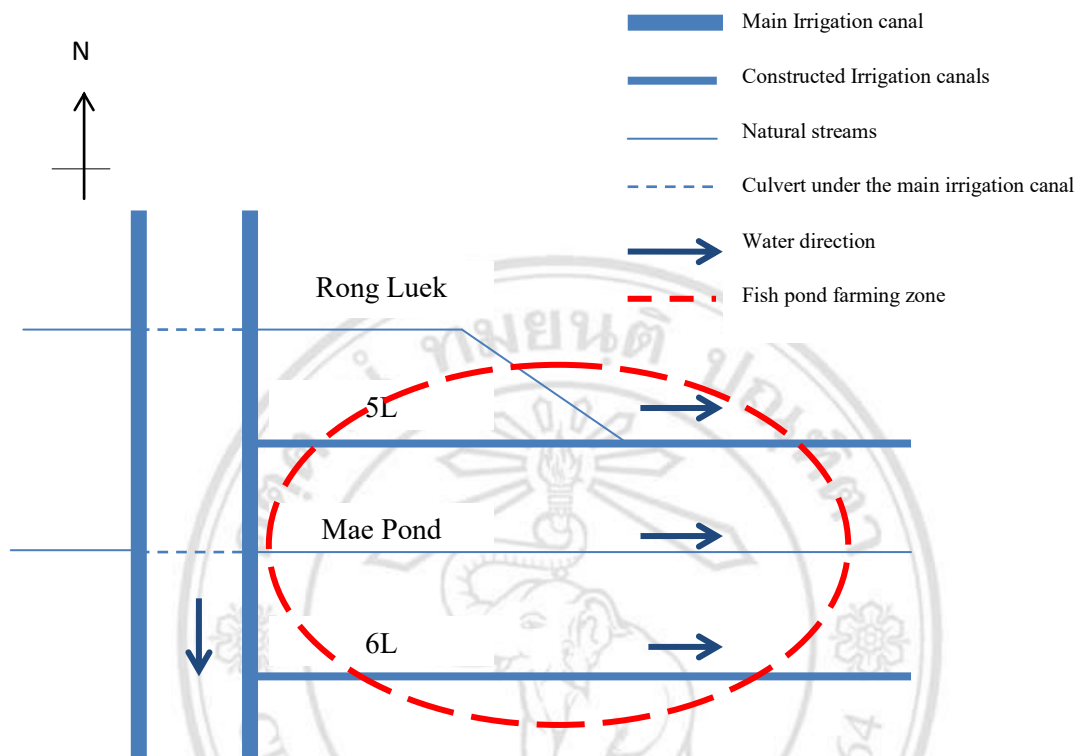 Main Irrigation canal
N
Constructed Irrigation canals
Natural streams
Culvert under the main irrigation canal
Water direction
Rong Luek
Fish pond farming zone
5L
Mae Pond
6L